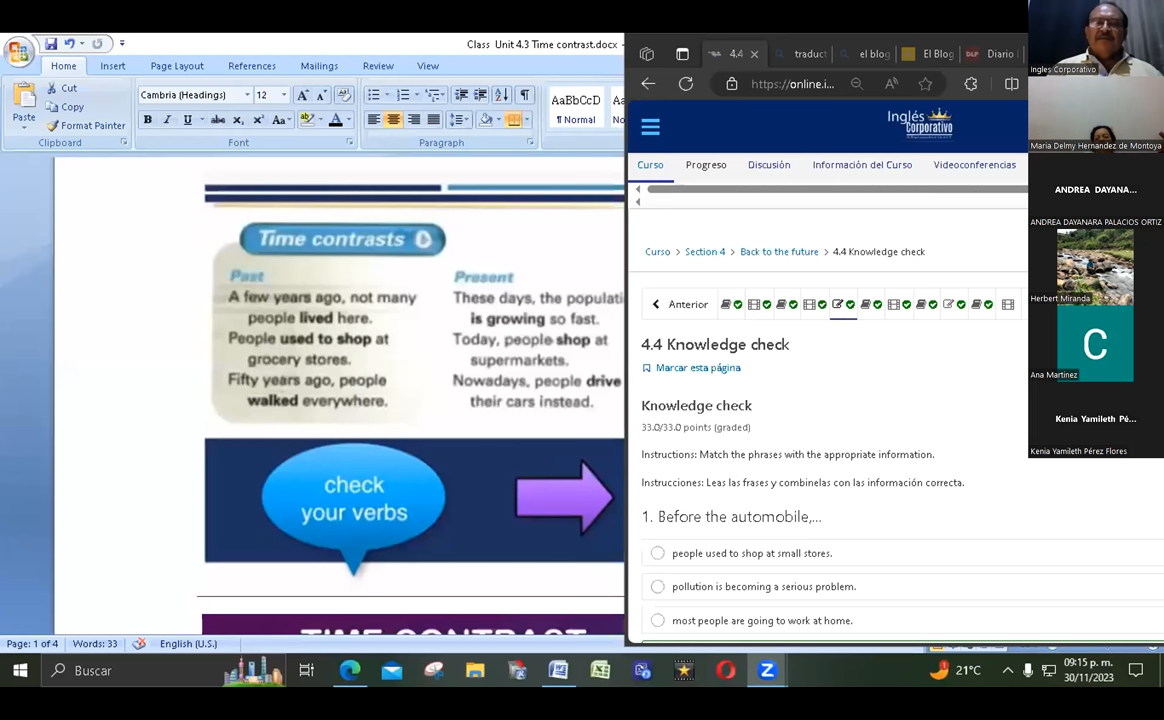 Class Unit 4.3 Time contrast.docx -
Home Insert Page Layout References Mailings Review View
Paste
Cut
Copy
Format Painter
Clipboard
Cambria (Headings) 12
Font
Paragraph
AaBbCcD
AaBbC
¶ Normal
Time contrasts
Past
A few years ago, not many
people lived here.
People used to shop at
grocery stores.
Fifty years ago, people
walked everywhere.
Present
These days, the populati
is growing so fast.
Today, people shop at
supermarkets.
Nowadays, people drive
their cars instead.
check
your verbs
TIME CONTRAST
Page: 1 of 4 Words: 33 English (U.S.)
4.4
traduct
el blog
El Blog
DLP Diario
https://online.i...
Inglés
Corporativo
Curso Progreso Discusión Información del Curso Videoconferencias
Curso > Section 4 > Back to the future > 4.4 Knowledge check
Anterior
4.4 Knowledge check
Marcar esta página
Knowledge check
33.0/33.0 points (graded)
Instructions: Match the phrases with the appropriate information.
Instrucciones: Leas las frases y combinelas con las información correcta.
1. Before the automobile,...
people used to shop at small stores.
pollution is becoming a serious problem.
most people are going to work at home.
Ingles Corporativo
Maria Delmy Hernandez de Montoya
ANDREA DAYANA...
ANDREA DAYANARA PALACIOS ORTIZ
Herbert Miranda
C
Ana Martinez
Kenia Yamileth Pé...
Kenia Yamileth Pérez Flores
Buscar
21°C
09:15 p. m.
30/11/2023